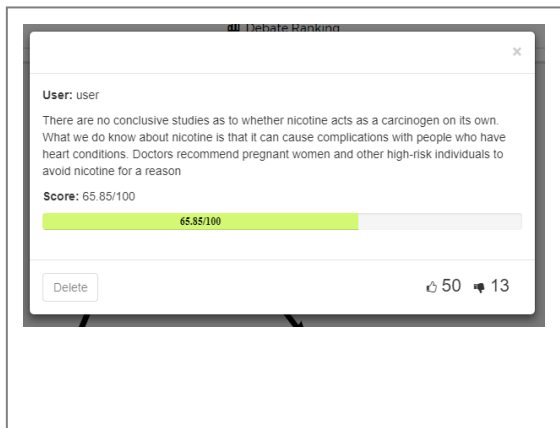 Debate Ranking
×
User: user
There are no conclusive studies as to whether nicotine acts as a carcinogen on its own.
What we do know about nicotine is that it can cause complications with people who have
heart conditions. Doctors recommend pregnant women and other high-risk individuals to
avoid nicotine for a reason
Score: 65.85/100
65.85/100
Delete 50 13